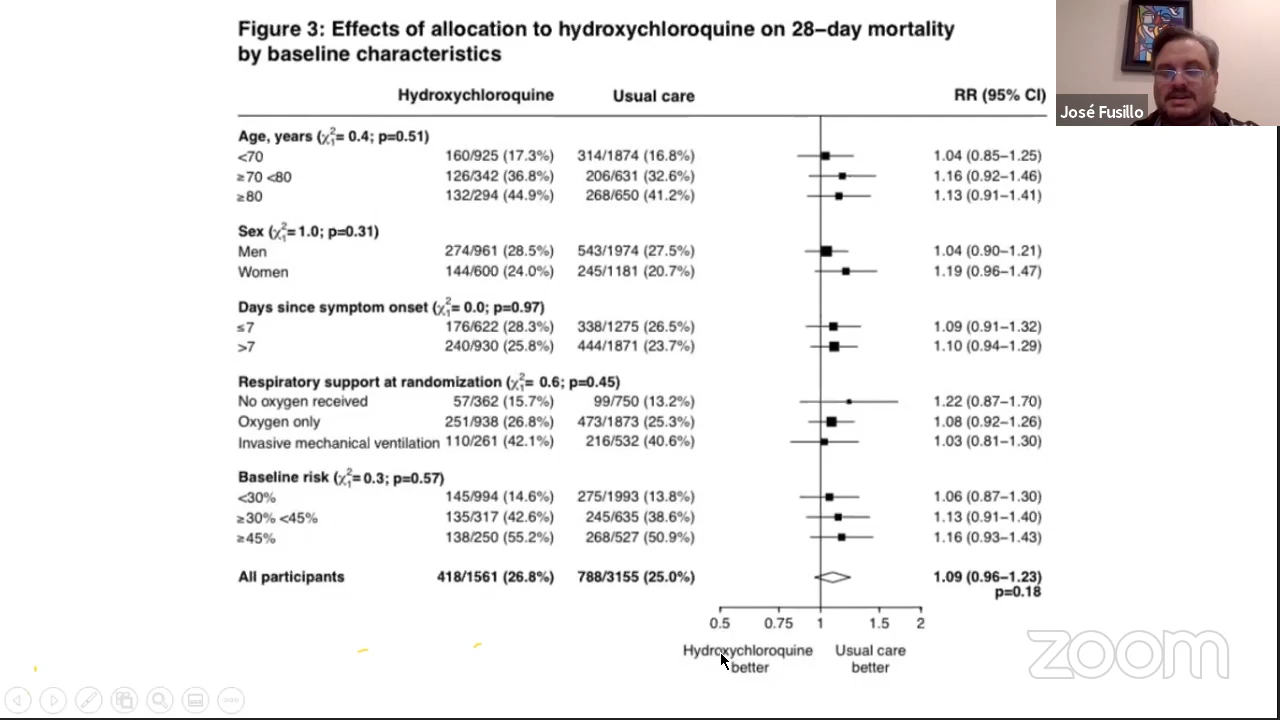 Figure 3: Effects of allocation to hydroxychloroquine on 28–day mortality
by baseline characteristics
José Fusillo
Hydroxychloroquine Usual care RR (95% CI)
Age, years (χ²₁= 0.4; p=0.51)
<70 160/925 (17.3%) 314/1874 (16.8%) 1.04 (0.85–1.25)
≥70 <80 126/342 (36.8%) 206/631 (32.6%) 1.16 (0.92–1.46)
≥80 132/294 (44.9%) 268/650 (41.2%) 1.13 (0.91–1.41)
Sex (χ²₁= 1.0; p=0.31)
Men 274/961 (28.5%) 543/1974 (27.5%) 1.04 (0.90–1.21)
Women 144/600 (24.0%) 245/1181 (20.7%) 1.19 (0.96–1.47)
Days since symptom onset (χ²₁= 0.0; p=0.97)
≤7 176/622 (28.3%) 338/1275 (26.5%) 1.09 (0.91–1.32)
>7 240/930 (25.8%) 444/1871 (23.7%) 1.10 (0.94–1.29)
Respiratory support at randomization (χ²₁= 0.6; p=0.45)
No oxygen received 57/362 (15.7%) 99/750 (13.2%) 1.22 (0.87–1.70)
Oxygen only 251/938 (26.8%) 473/1873 (25.3%) 1.08 (0.92–1.26)
Invasive mechanical ventilation 110/261 (42.1%) 216/532 (40.6%) 1.03 (0.81–1.30)
Baseline risk (χ²₁= 0.3; p=0.57)
<30% 145/994 (14.6%) 275/1993 (13.8%) 1.06 (0.87–1.30)
≥30% <45% 135/317 (42.6%) 245/635 (38.6%) 1.13 (0.91–1.40)
≥45% 138/250 (55.2%) 268/527 (50.9%) 1.16 (0.93–1.43)
All participants 418/1561 (26.8%) 788/3155 (25.0%) 1.09 (0.96–1.23)
p=0.18
0.5 0.75 1 1.5 2
Hydroxychloroquine Usual care
better better
zoom